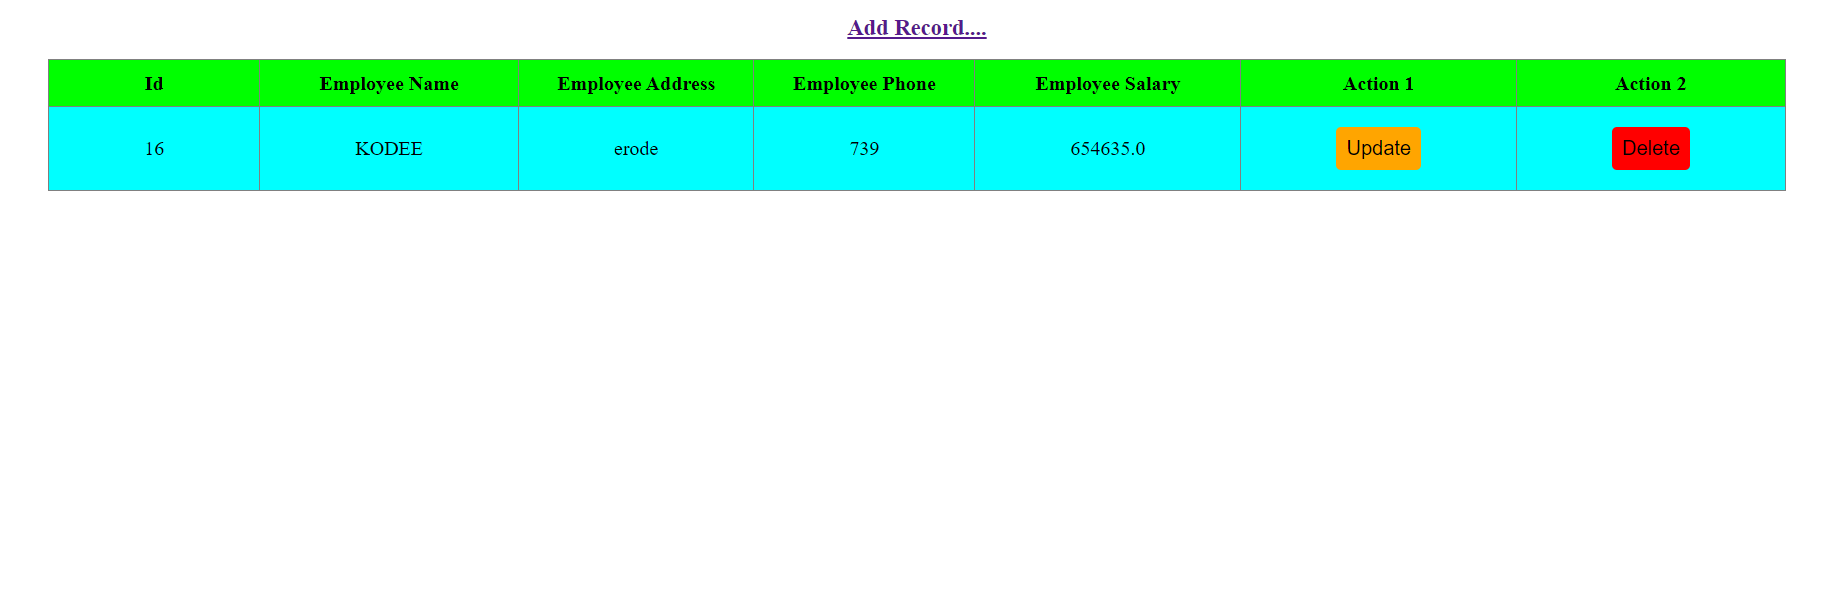 Add Record....
Id Employee Name Employee Address Employee Phone Employee Salary Action 1 Action 2
16 KODEE erode 739 654635.0 Update Delete